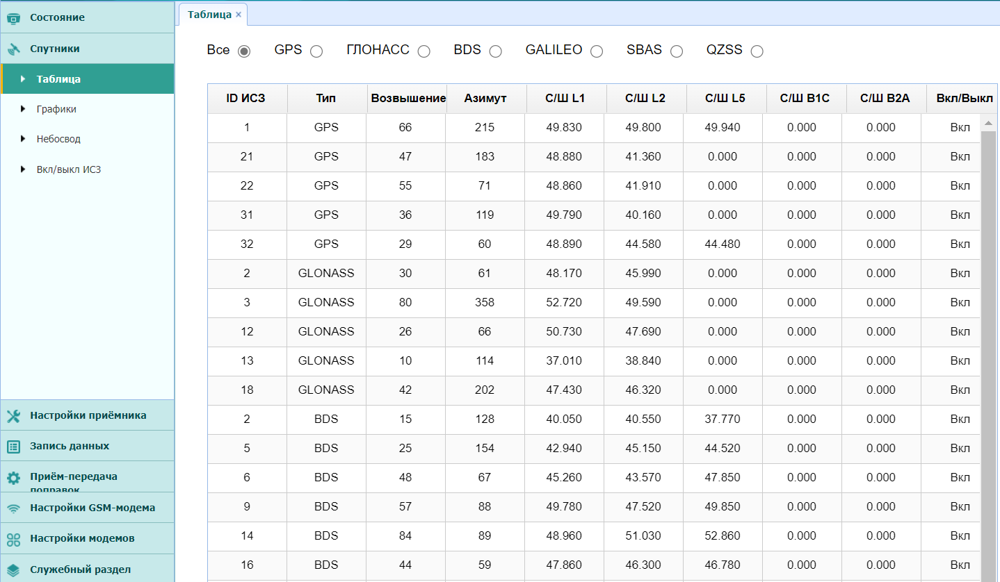 Состояние
Спутники
Таблица
Графики
Небосвод
Вкл/выкл ИСЗ
Настройки приёмника
Запись данных
Приём-передача
поправок
Настройки GSM-модема
Настройки модемов
Служебный раздел
Таблица ×
Все GPS ГЛОНАСС BDS GALILEO SBAS QZSS
ID ИСЗ Тип Возвышение Азимут С/Ш L1 С/Ш L2 С/Ш L5 С/Ш B1C С/Ш B2A Вкл/Выкл
1 GPS 66 215 49.830 49.800 49.940 0.000 0.000 Вкл
21 GPS 47 183 48.880 41.360 0.000 0.000 0.000 Вкл
22 GPS 55 71 48.860 41.910 0.000 0.000 0.000 Вкл
31 GPS 36 119 49.790 40.160 0.000 0.000 0.000 Вкл
32 GPS 29 60 48.890 44.580 44.480 0.000 0.000 Вкл
2 GLONASS 30 61 48.170 45.990 0.000 0.000 0.000 Вкл
3 GLONASS 80 358 52.720 49.590 0.000 0.000 0.000 Вкл
12 GLONASS 26 66 50.730 47.690 0.000 0.000 0.000 Вкл
13 GLONASS 10 114 37.010 38.840 0.000 0.000 0.000 Вкл
18 GLONASS 42 202 47.430 46.320 0.000 0.000 0.000 Вкл
2 BDS 15 128 40.050 40.550 37.770 0.000 0.000 Вкл
5 BDS 25 154 42.940 45.150 44.520 0.000 0.000 Вкл
6 BDS 48 67 45.260 43.570 47.850 0.000 0.000 Вкл
9 BDS 57 88 49.780 47.520 49.850 0.000 0.000 Вкл
14 BDS 84 89 48.960 51.030 52.860 0.000 0.000 Вкл
16 BDS 44 59 47.860 46.300 46.780 0.000 0.000 Вкл